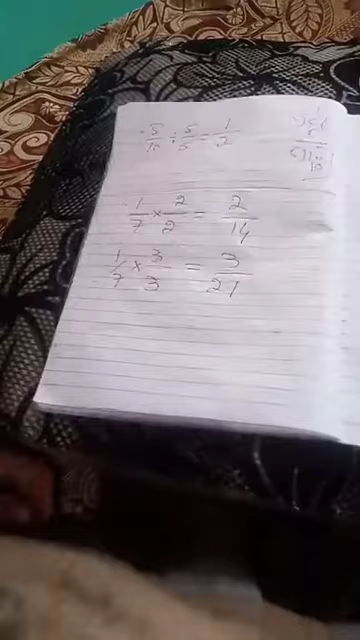 5/10 ÷ 5/5 = 1/2
1/7 × 2/2 = 2/14
1/7 × 3/3 = 3/21